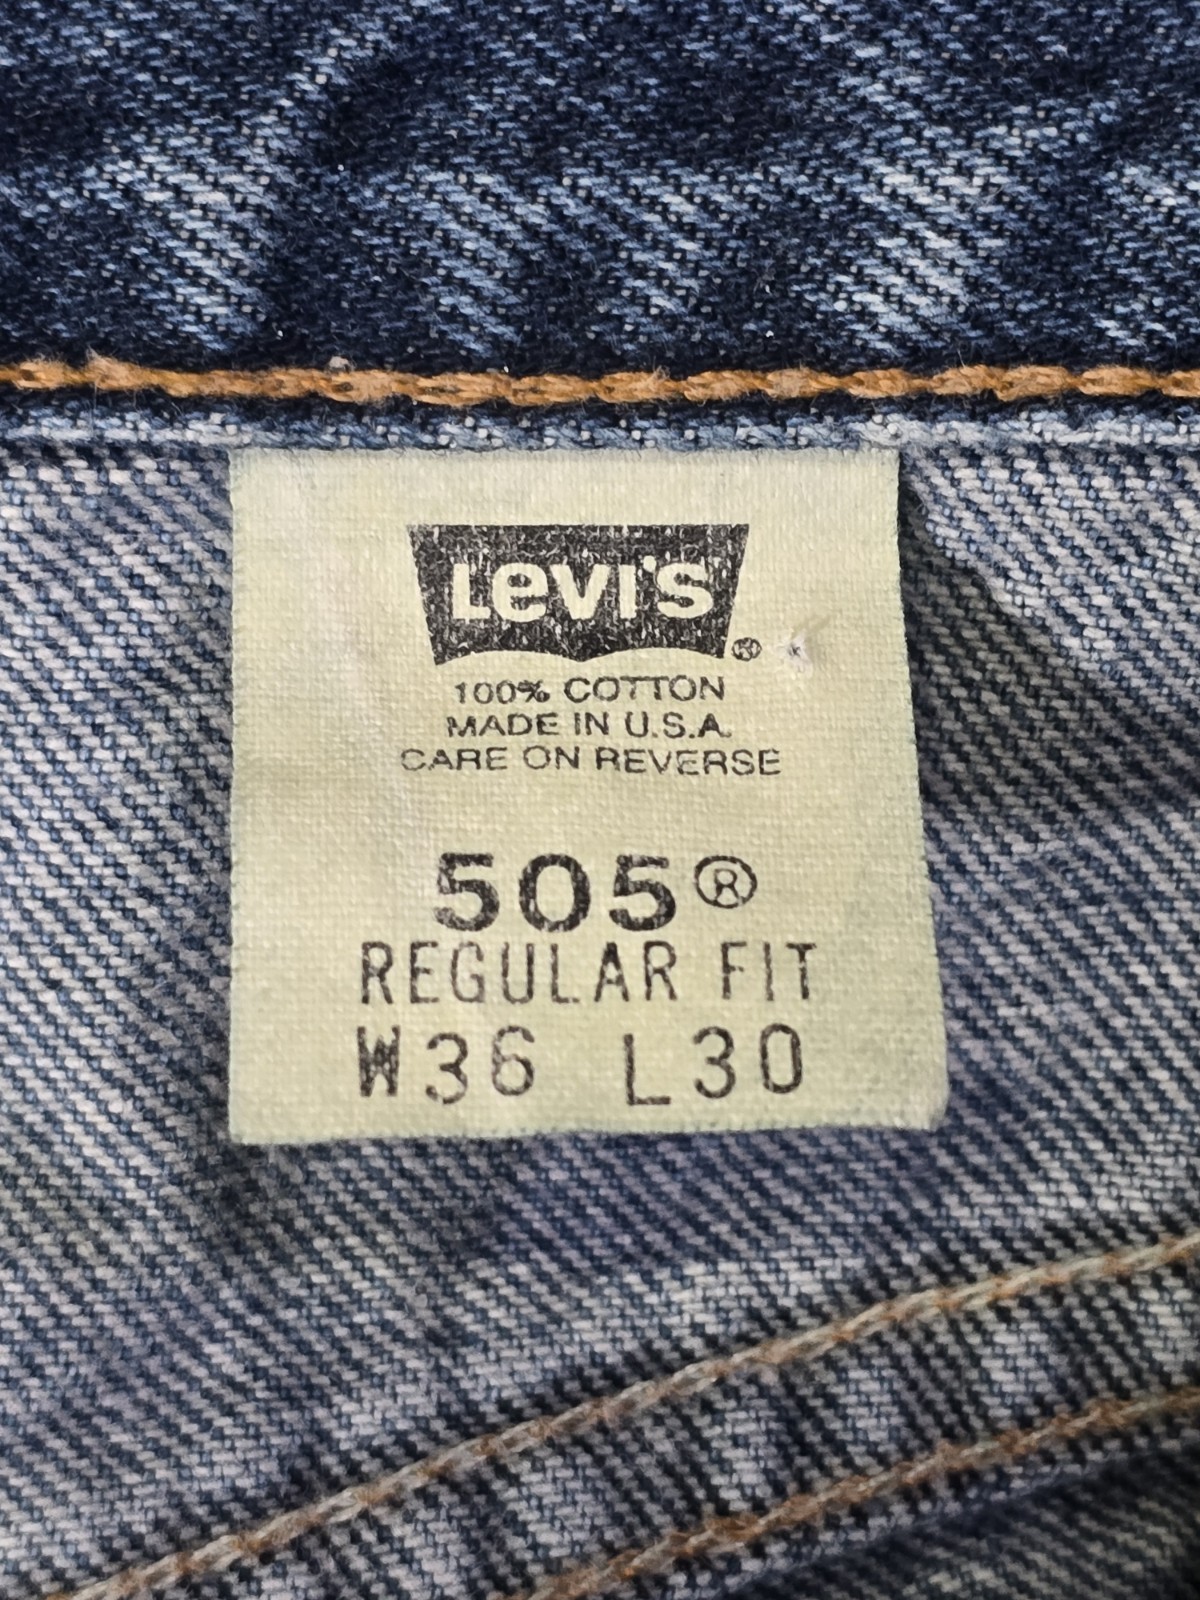 Levi's ®
100% COTTON
MADE IN U.S.A.
CARE ON REVERSE
505®
REGULAR FIT
W36 L30